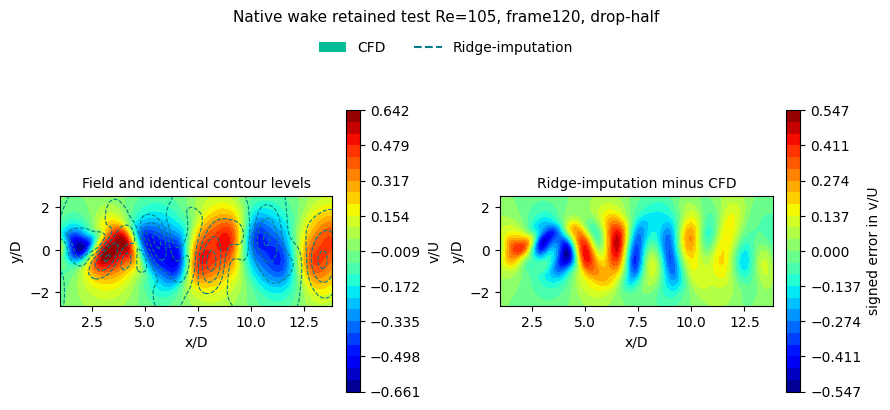 Native wake retained test Re=105, frame120, drop-half
CFD Ridge-imputation
Field and identical contour levels
2
0
−2
y/D
2.5 5.0 7.5 10.0 12.5
x/D
0.642
0.479
0.317
0.154
−0.009
−0.172
−0.335
−0.498
−0.661
v/U
Ridge-imputation minus CFD
2
0
−2
y/D
2.5 5.0 7.5 10.0 12.5
x/D
0.547
0.411
0.274
0.137
0.000
−0.137
−0.274
−0.411
−0.547
signed error in v/U